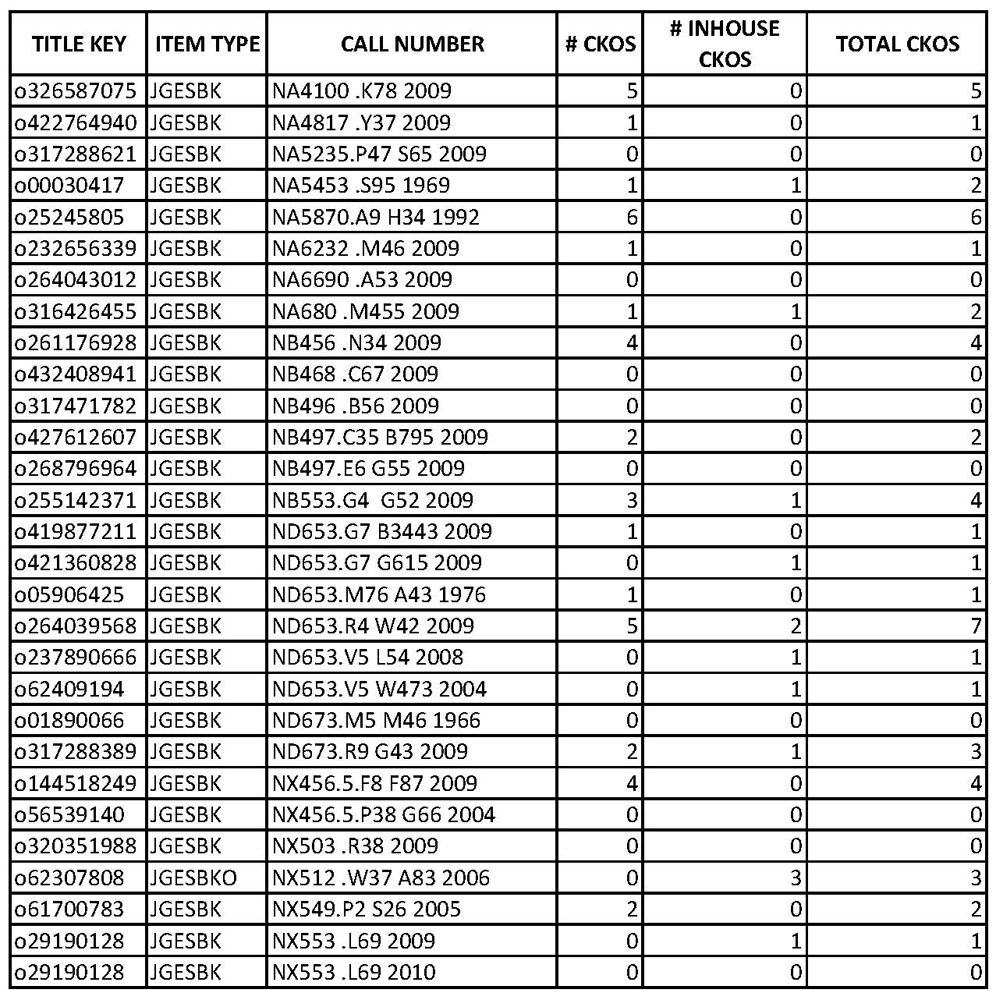 TITLE KEY ITEM TYPE CALL NUMBER # CKOS # INHOUSE CKOS TOTAL CKOS
o326587075 JGESBK NA4100 .K78 2009 5 0 5
o422764940 JGESBK NA4817 .Y37 2009 1 0 1
o317288621 JGESBK NA5235.P47 S65 2009 0 0 0
o00030417 JGESBK NA5453 .S95 1969 1 1 2
o25245805 JGESBK NA5870.A9 H34 1992 6 0 6
o232656339 JGESBK NA6232 .M46 2009 1 0 1
o264043012 JGESBK NA6690 .A53 2009 0 0 0
o316426455 JGESBK NA680 .M455 2009 1 1 2
o261176928 JGESBK NB456 .N34 2009 4 0 4
o432408941 JGESBK NB468 .C67 2009 0 0 0
o317471782 JGESBK NB496 .B56 2009 0 0 0
o427612607 JGESBK NB497.C35 B795 2009 2 0 2
o268796964 JGESBK NB497.E6 G55 2009 0 0 0
o255142371 JGESBK NB553.G4  G52 2009 3 1 4
o419877211 JGESBK ND653.G7 B3443 2009 1 0 1
o421360828 JGESBK ND653.G7 G615 2009 0 1 1
o05906425 JGESBK ND653.M76 A43 1976 1 0 1
o264039568 JGESBK ND653.R4 W42 2009 5 2 7
o237890666 JGESBK ND653.V5 L54 2008 0 1 1
o62409194 JGESBK ND653.V5 W473 2004 0 1 1
o01890066 JGESBK ND673.M5 M46 1966 0 0 0
o317288389 JGESBK ND673.R9 G43 2009 2 1 3
o144518249 JGESBK NX456.5.F8 F87 2009 4 0 4
o56539140 JGESBK NX456.5.P38 G66 2004 0 0 0
o320351988 JGESBK NX503 .R38 2009 0 0 0
o62307808 JGESBKO NX512 .W37 A83 2006 0 3 3
o61700783 JGESBK NX549.P2 S26 2005 2 0 2
o29190128 JGESBK NX553 .L69 2009 0 1 1
o29190128 JGESBK NX553 .L69 2010 0 0 0